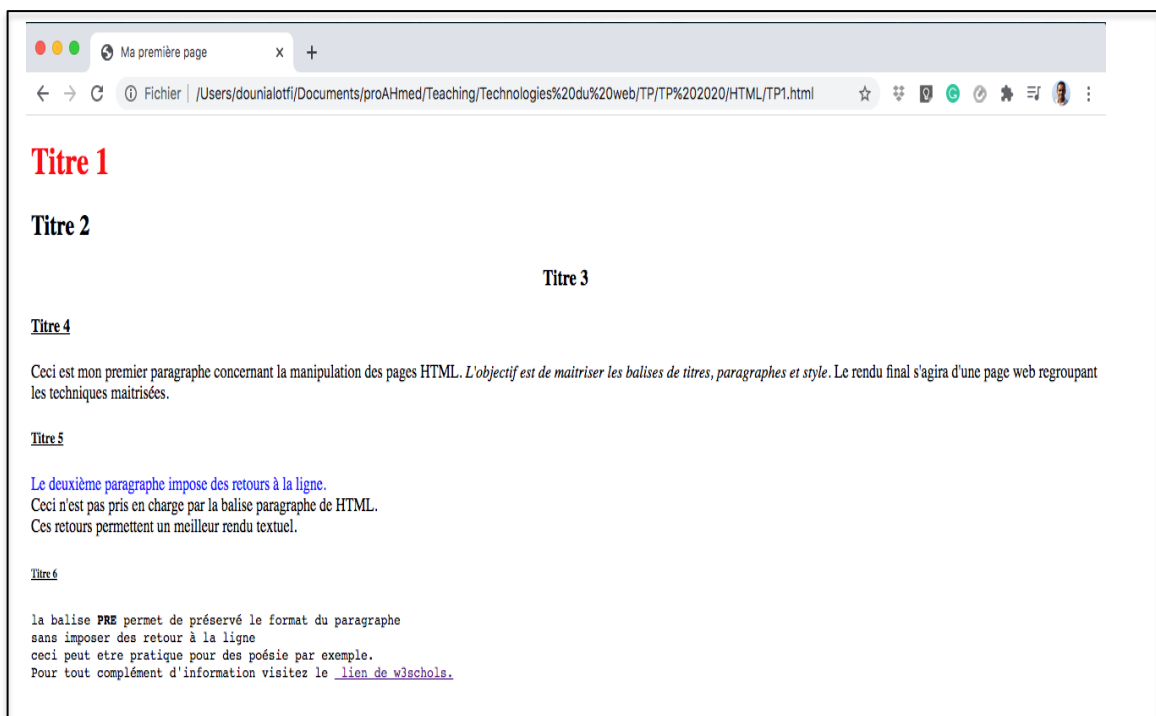 Ma première page
Fichier | /Users/dounialotfi/Documents/proAHmed/Teaching/Technologies%20du%20web/TP/TP%202020/HTML/TP1.html
Titre 1
Titre 2
Titre 3
Titre 4
Ceci est mon premier paragraphe concernant la manipulation des pages HTML. L'objectif est de maitriser les balises de titres, paragraphes et style. Le rendu final s'agira d'une page web regroupant
les techniques maitrisées.
Titre 5
Le deuxième paragraphe impose des retours à la ligne.
Ceci n'est pas pris en charge par la balise paragraphe de HTML.
Ces retours permettent un meilleur rendu textuel.
Titre 6
la balise PRE permet de préservé le format du paragraphe
sans imposer des retour à la ligne
ceci peut etre pratique pour des poésie par exemple.
Pour tout complément d'information visitez le lien de w3schols.